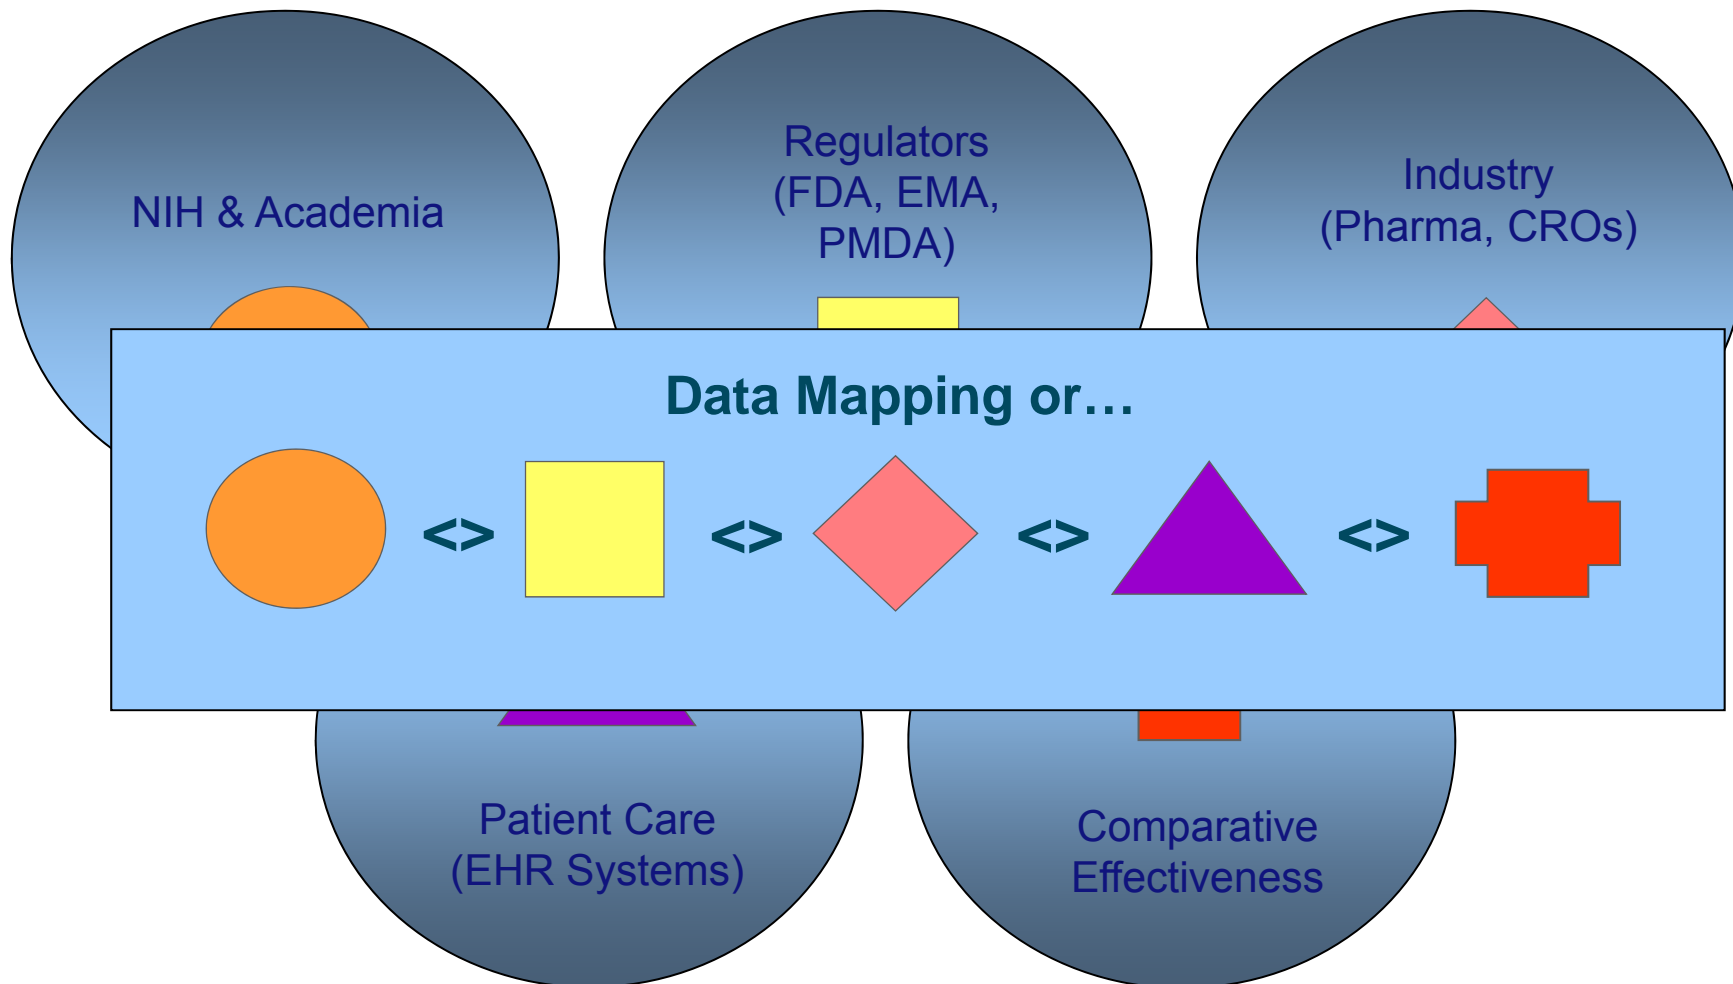 NIH & Academia
Regulators
(FDA, EMA,
PMDA)
Industry
(Pharma, CROs)
Data Mapping or…
<> <> <> <>
Patient Care
(EHR Systems)
Comparative
Effectiveness